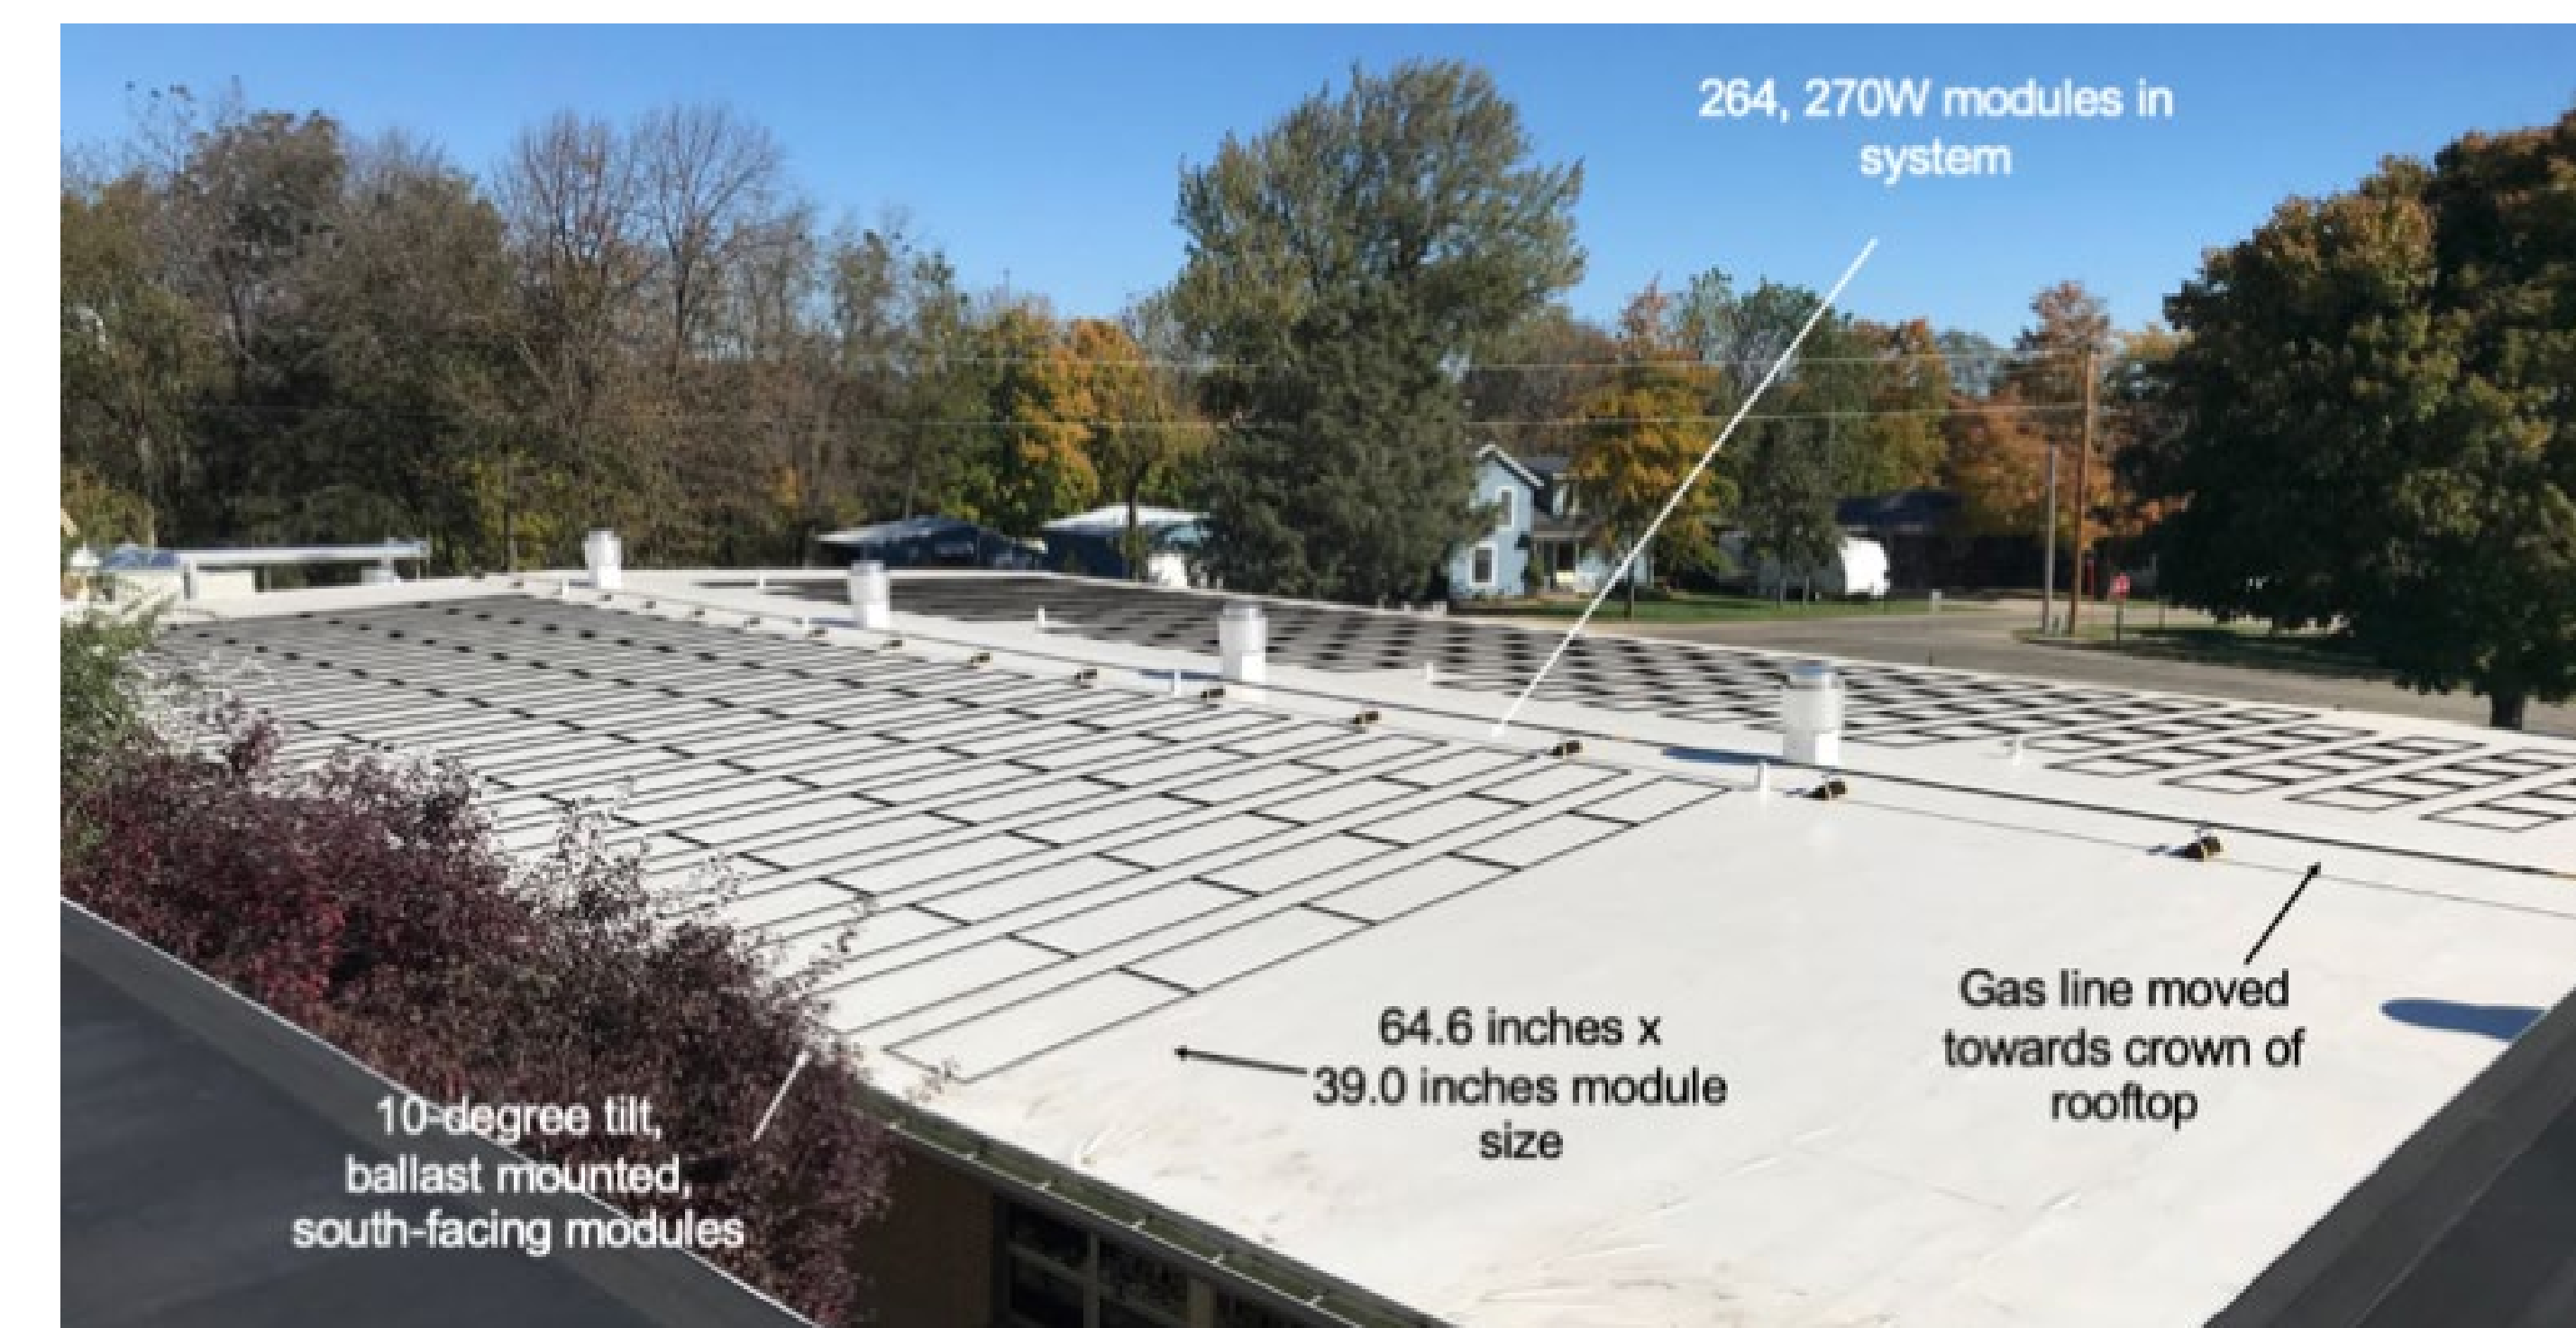 264, 270W modules in
system
Gas line moved
towards crown of
rooftop
64.6 inches x
39.0 inches module
size
10-degree tilt,
ballast mounted,
south-facing modules